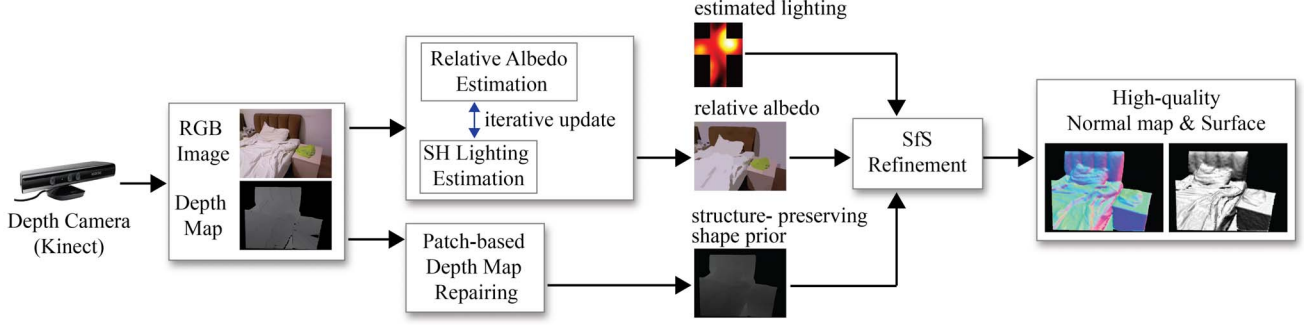 Depth Camera
(Kinect)
RGB
Image
Depth
Map
Relative Albedo
Estimation
iterative update
SH Lighting
Estimation
Patch-based
Depth Map
Repairing
estimated lighting
relative albedo
structure- preserving
shape prior
SfS
Refinement
High-quality
Normal map & Surface